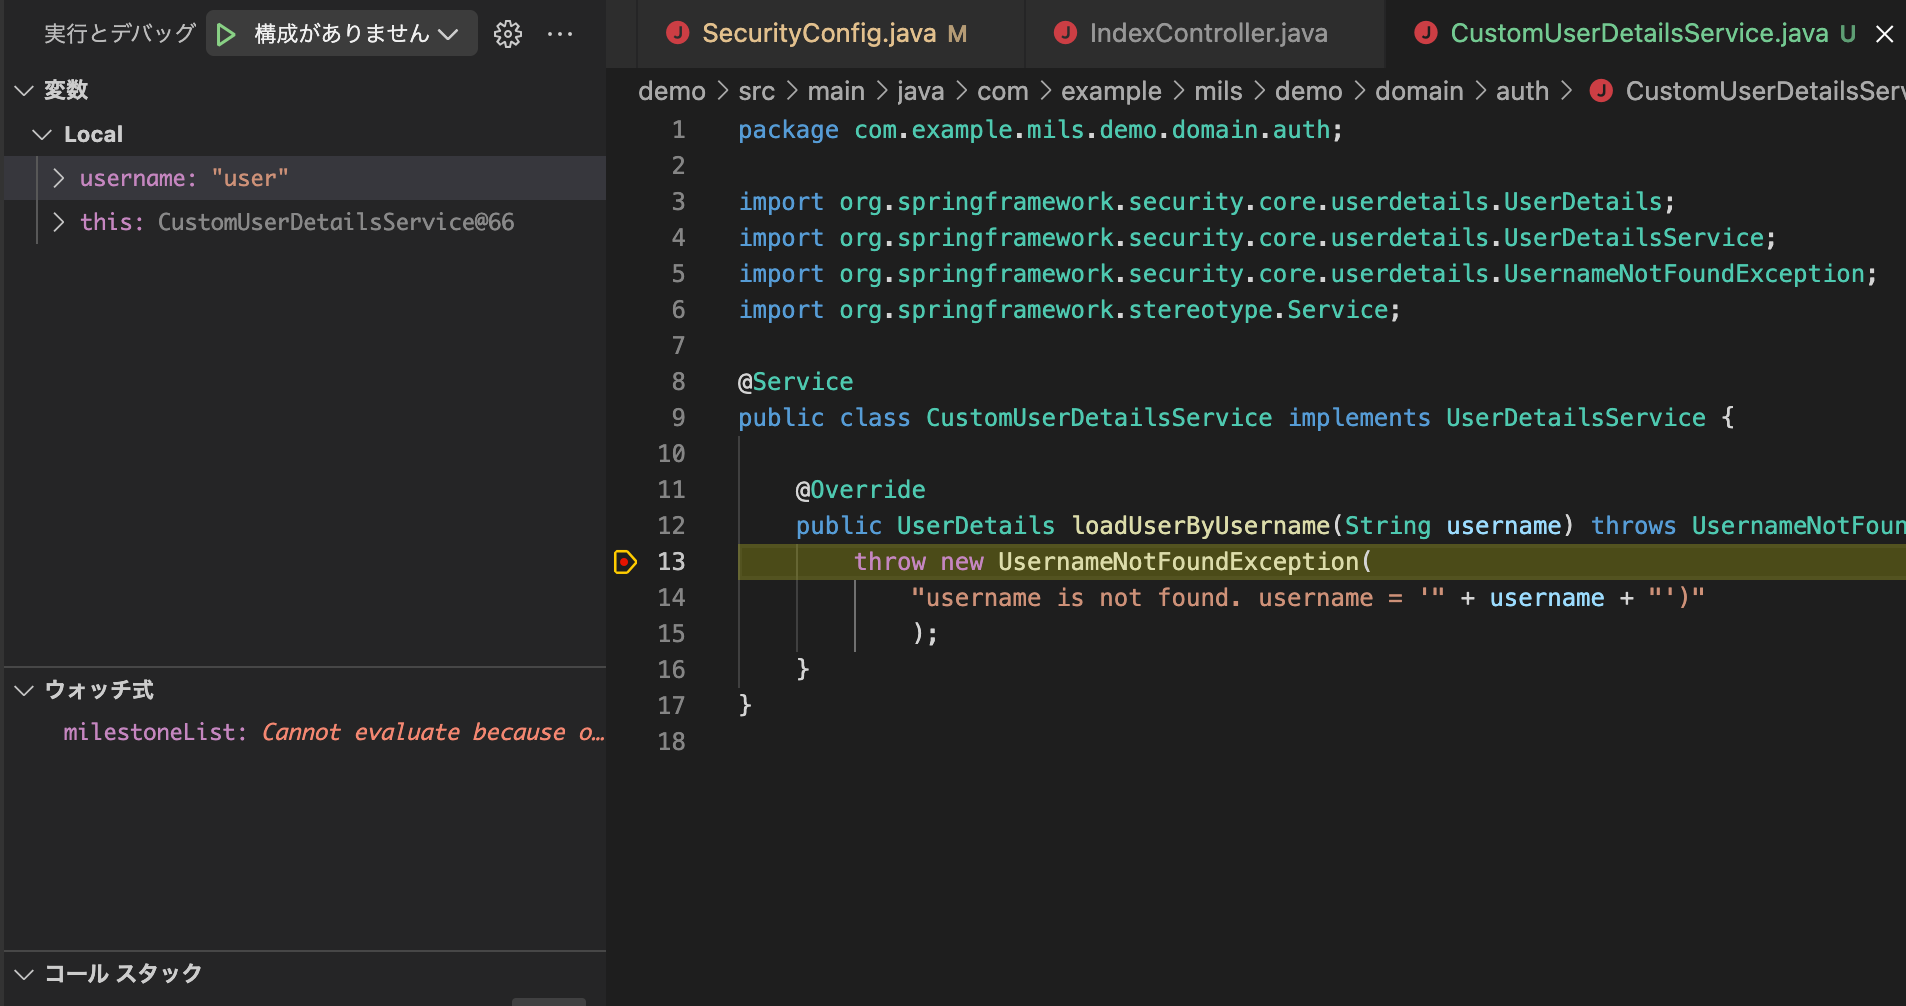 実行とデバッグ 構成がありません ···
変数
Local
username: "user"
this: CustomUserDetailsService@66
ウォッチ式
milestoneList: Cannot evaluate because o…
コール スタック
SecurityConfig.java M
IndexController.java
CustomUserDetailsService.java U
demo > src > main > java > com > example > mils > demo > domain > auth > J CustomUserDetailsSer
1 package com.example.mils.demo.domain.auth;
2
3 import org.springframework.security.core.userdetails.UserDetails;
4 import org.springframework.security.core.userdetails.UserDetailsService;
5 import org.springframework.security.core.userdetails.UsernameNotFoundException;
6 import org.springframework.stereotype.Service;
7
8 @Service
9 public class CustomUserDetailsService implements UserDetailsService {
10
11 @Override
12 public UserDetails loadUserByUsername(String username) throws UsernameNotFoun
13 throw new UsernameNotFoundException(
14 "username is not found. username = '" + username + "')"
15 );
16 }
17 }
18